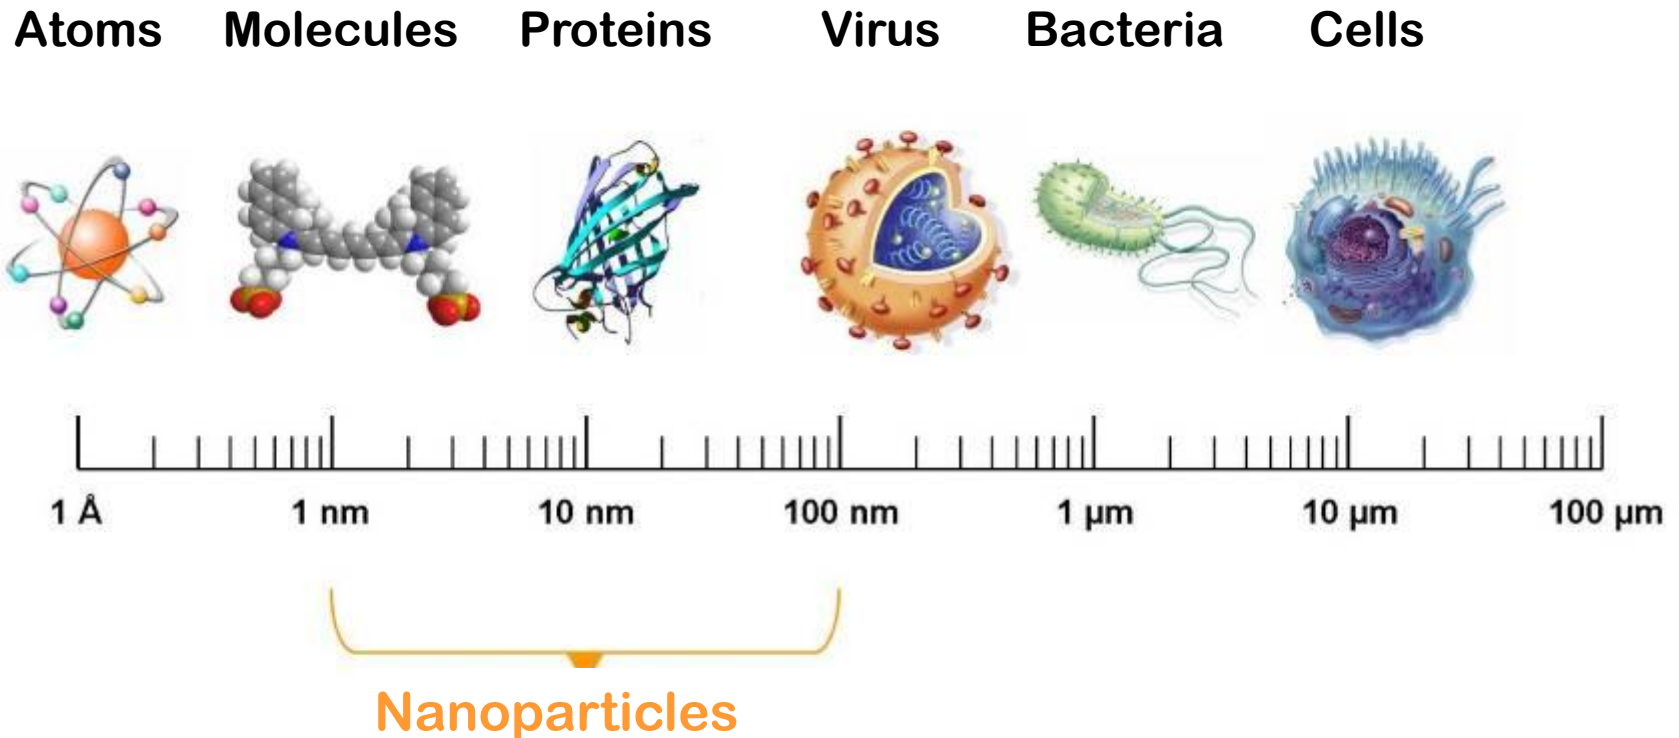 Atoms Molecules Proteins Virus Bacteria Cells
1 Å 1 nm 10 nm 100 nm 1 µm 10 µm 100 µm
Nanoparticles